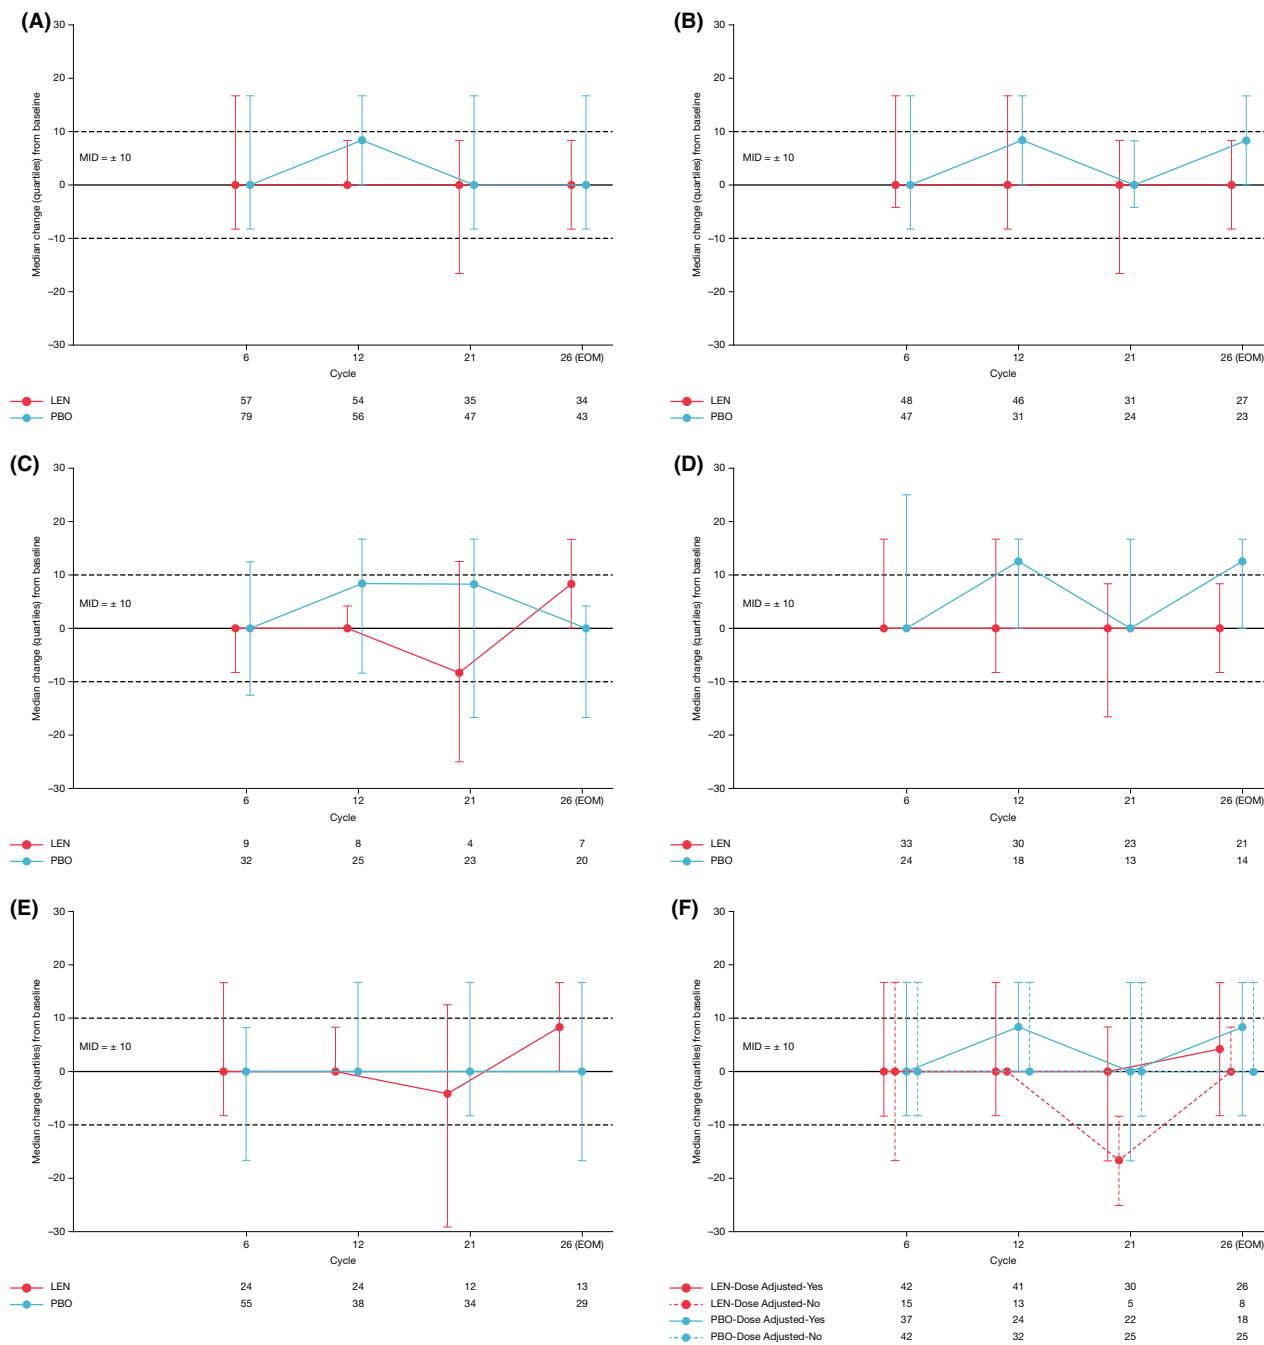 (A)
30
20
10
0
–10
–20
–30
Median change (quartiles) from baseline
MID = ± 10
6 12 21 26 (EOM)
Cycle
LEN 57 54 35 34
PBO 79 56 47 43
(B)
30
20
10
0
–10
–20
–30
Median change (quartiles) from baseline
MID = ± 10
6 12 21 26 (EOM)
Cycle
LEN 48 46 31 27
PBO 47 31 24 23
(C)
30
20
10
0
–10
–20
–30
Median change (quartiles) from baseline
MID = ± 10
6 12 21 26 (EOM)
Cycle
LEN 9 8 4 7
PBO 32 25 23 20
(D)
30
20
10
0
–10
–20
–30
Median change (quartiles) from baseline
MID = ± 10
6 12 21 26 (EOM)
Cycle
LEN 33 30 23 21
PBO 24 18 13 14
(E)
30
20
10
0
–10
–20
–30
Median change (quartiles) from baseline
MID = ± 10
6 12 21 26 (EOM)
Cycle
LEN 24 24 12 13
PBO 55 38 34 29
(F)
30
20
10
0
–10
–20
–30
Median change (quartiles) from baseline
MID = ± 10
6 12 21 26 (EOM)
Cycle
LEN-Dose Adjusted-Yes 42 41 30 26
LEN-Dose Adjusted-No 15 13 5 8
PBO-Dose Adjusted-Yes 37 24 22 18
PBO-Dose Adjusted-No 42 32 25 25